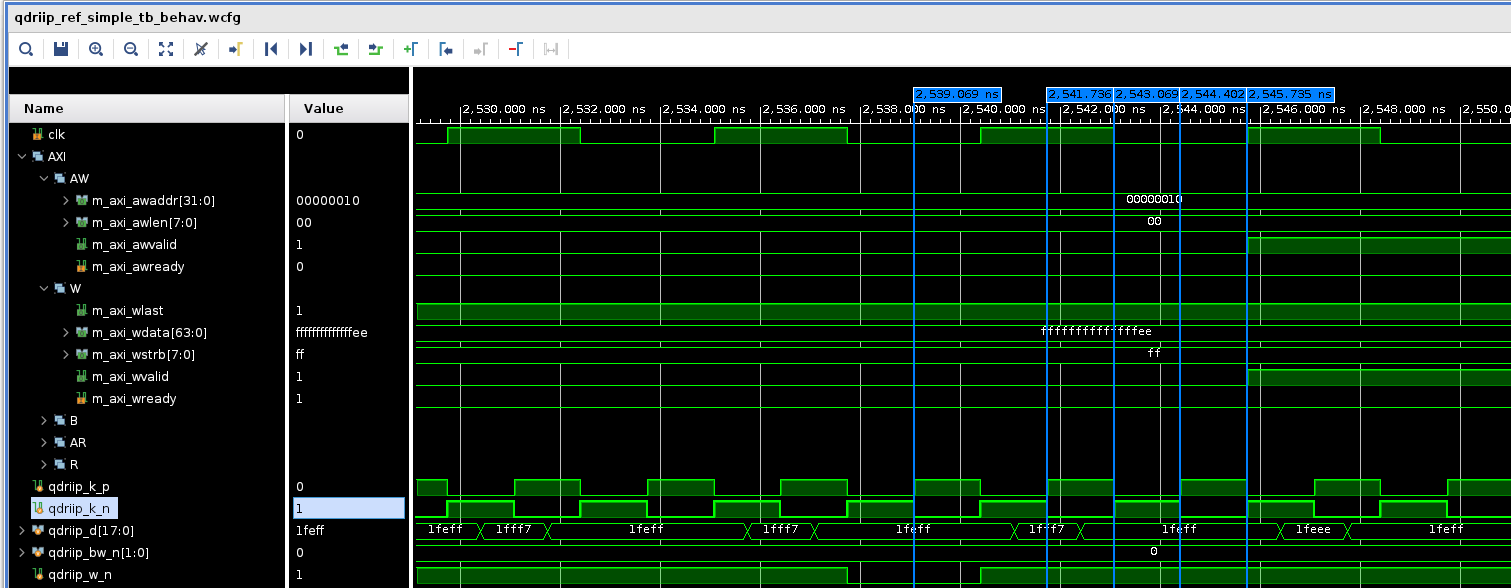 qdriip_ref_simple_tb_behav.wcfg
2,539.069 ns 2,541.736 2,543.069 2,544.402 2,545.735 ns
Name Value 2,530.000 ns 2,532.000 ns 2,534.000 ns 2,536.000 ns 2,538.000 ns 2,540.000 ns 2,542.000 ns 2,544.000 ns 2,546.000 ns 2,548.000 ns 2,550.0
clk 0
AXI
AW
m_axi_awaddr[31:0] 00000010 00000010
m_axi_awlen[7:0] 00 00
m_axi_awvalid 1
m_axi_awready 0
W
m_axi_wlast 1
m_axi_wdata[63:0] ffffffffffffffee ffffffffffffffee
m_axi_wstrb[7:0] ff ff
m_axi_wvalid 1
m_axi_wready 1
B
AR
R
qdriip_k_p 0
qdriip_k_n 1
qdriip_d[17:0] 1feff 1feff 1fff7 1feff 1fff7 1feff 1fff7 1feff 1feee 1feff
qdriip_bw_n[1:0] 0 0
qdriip_w_n 1